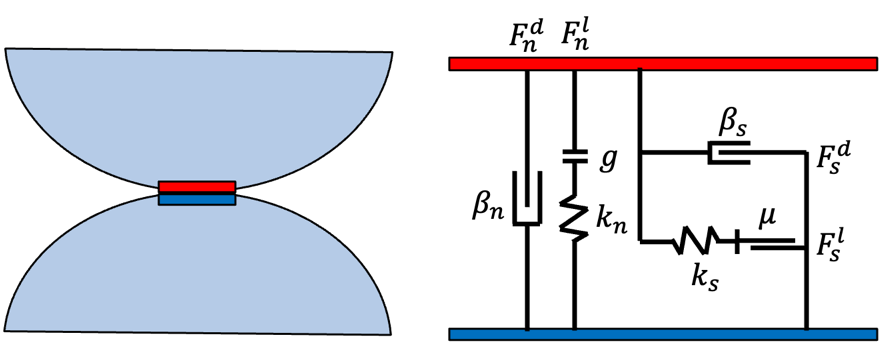 F_n^d F_n^l
β_s
F_s^d
g
β_n
k_n
μ
F_s^l
k_s